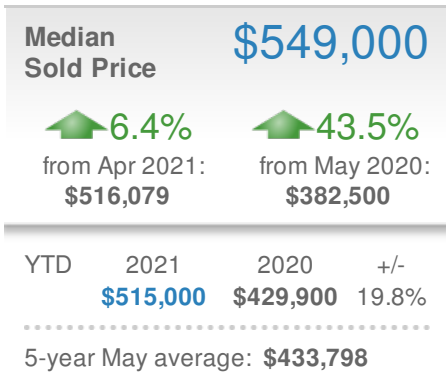 Median
Sold Price
$549,000
6.4%
from Apr 2021:
$516,079
43.5%
from May 2020:
$382,500
YTD 2021 2020 +/-
$515,000 $429,900 19.8%
5-year May average: $433,798